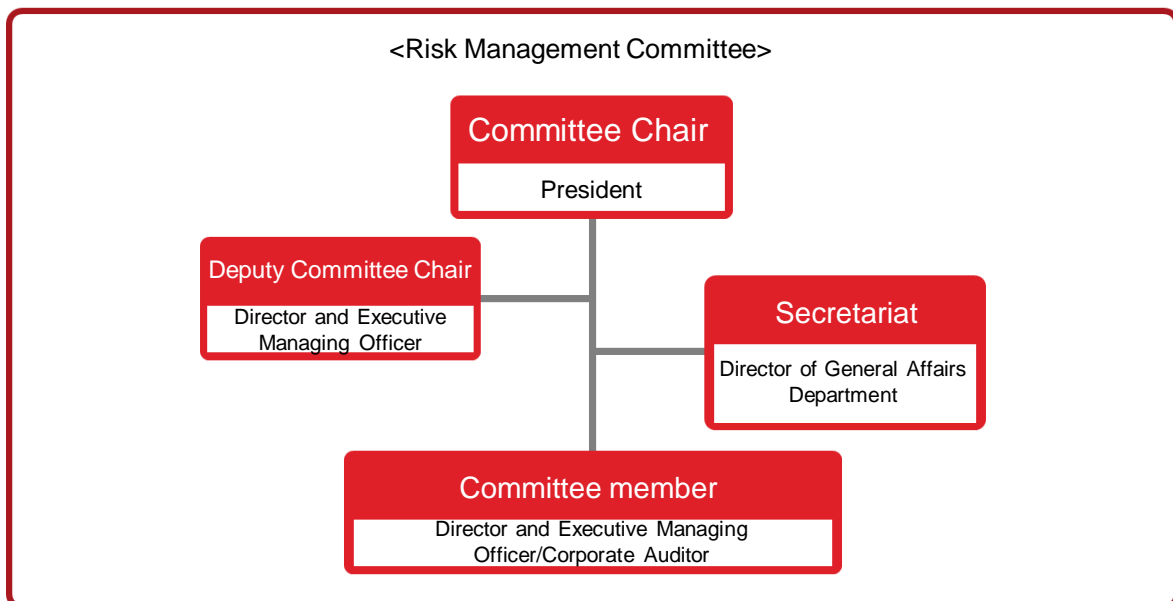 <Risk Management Committee>
Committee Chair
President
Deputy Committee Chair
Director and Executive
Managing Officer
Secretariat
Director of General Affairs
Department
Committee member
Director and Executive Managing
Officer/Corporate Auditor